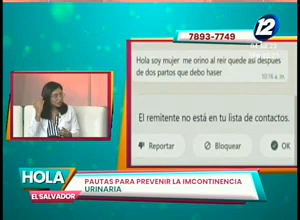 7893-7749
12
Hola soy mujer me orino al reir quede asi despues
de dos partos que debo haser
10:16 a. m.
El remitente no está en tu lista de contactos.
Reportar
Bloquear
OK
HOLA
EL SALVADOR
PAUTAS PARA PREVENIR LA IMCONTINENCIA
URINARIA